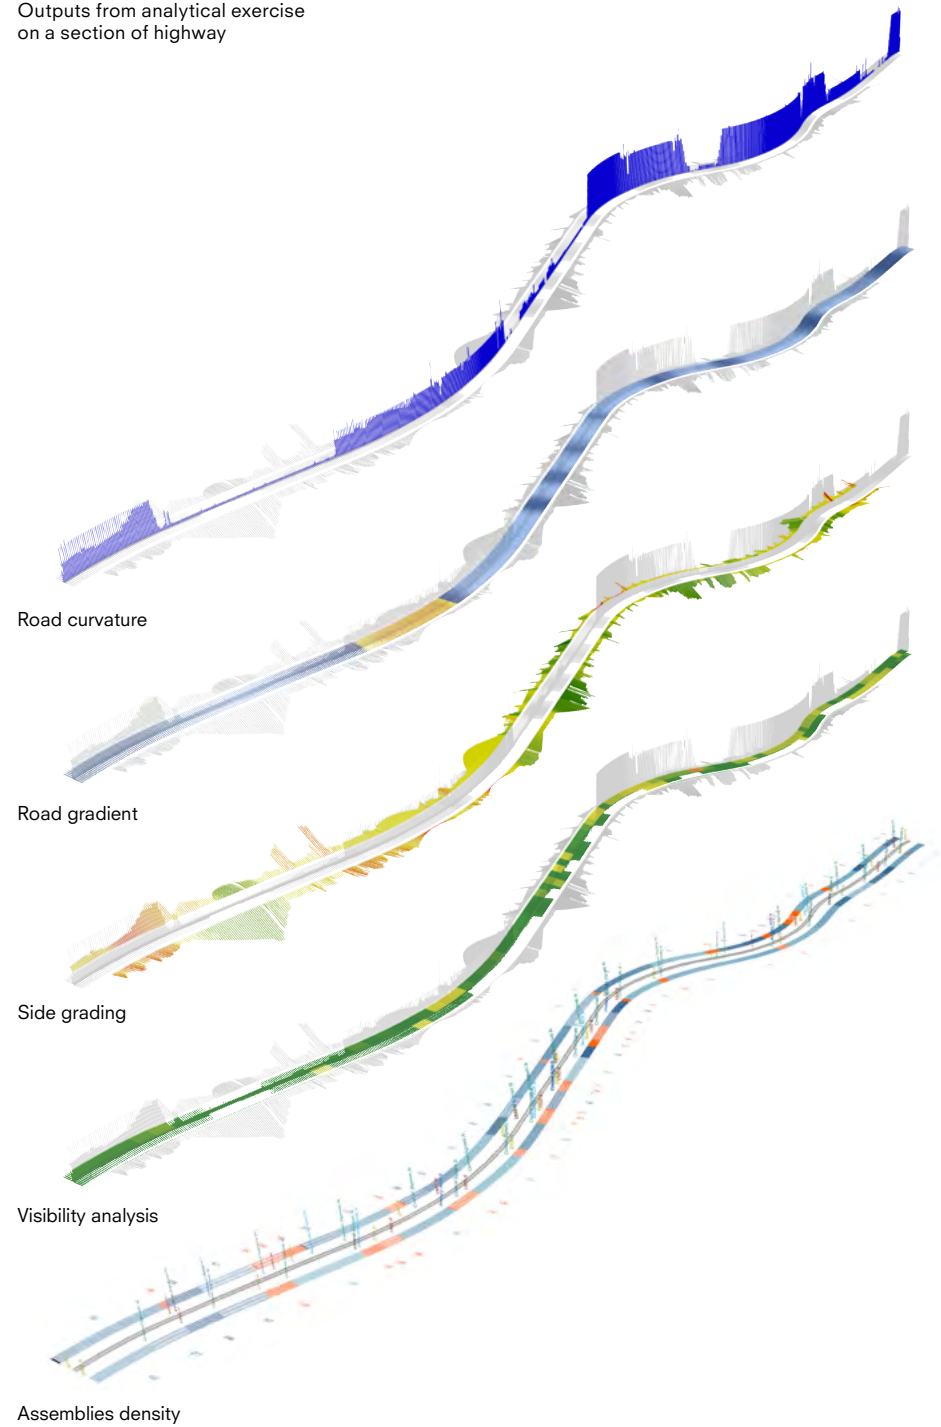 Outputs from analytical exercise
on a section of highway
Road curvature
Road gradient
Side grading
Visibility analysis
Assemblies density